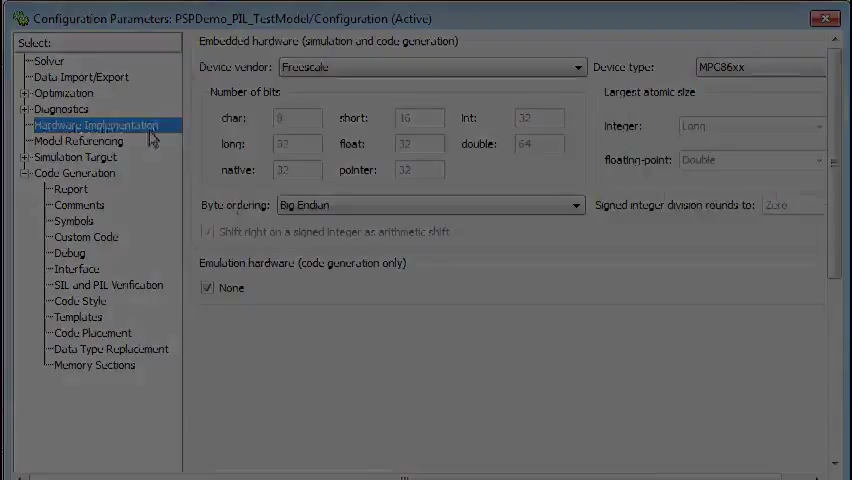 Configuration Parameters: PSPDemo_PIL_TestModel/Configuration (Active)
Select:
Solver
Data Import/Export
Optimization
Diagnostics
Hardware Implementation
Model Referencing
Simulation Target
Code Generation
Report
Comments
Symbols
Custom Code
Debug
Interface
SIL and PIL Verification
Code Style
Templates
Code Placement
Data Type Replacement
Memory Sections
Embedded hardware (simulation and code generation)
Device vendor: Freescale Device type: MPC86xx
Number of bits Largest atomic size
char: 8 short: 16 int: 32
Integer: Long
long: 32 float: 32 double: 64
floating-point: Double
native: 32 pointer: 32
Byte ordering: Big Endian Signed integer division rounds to: Zero
Shift right on a signed integer as arithmetic shift
Emulation hardware (code generation only)
None